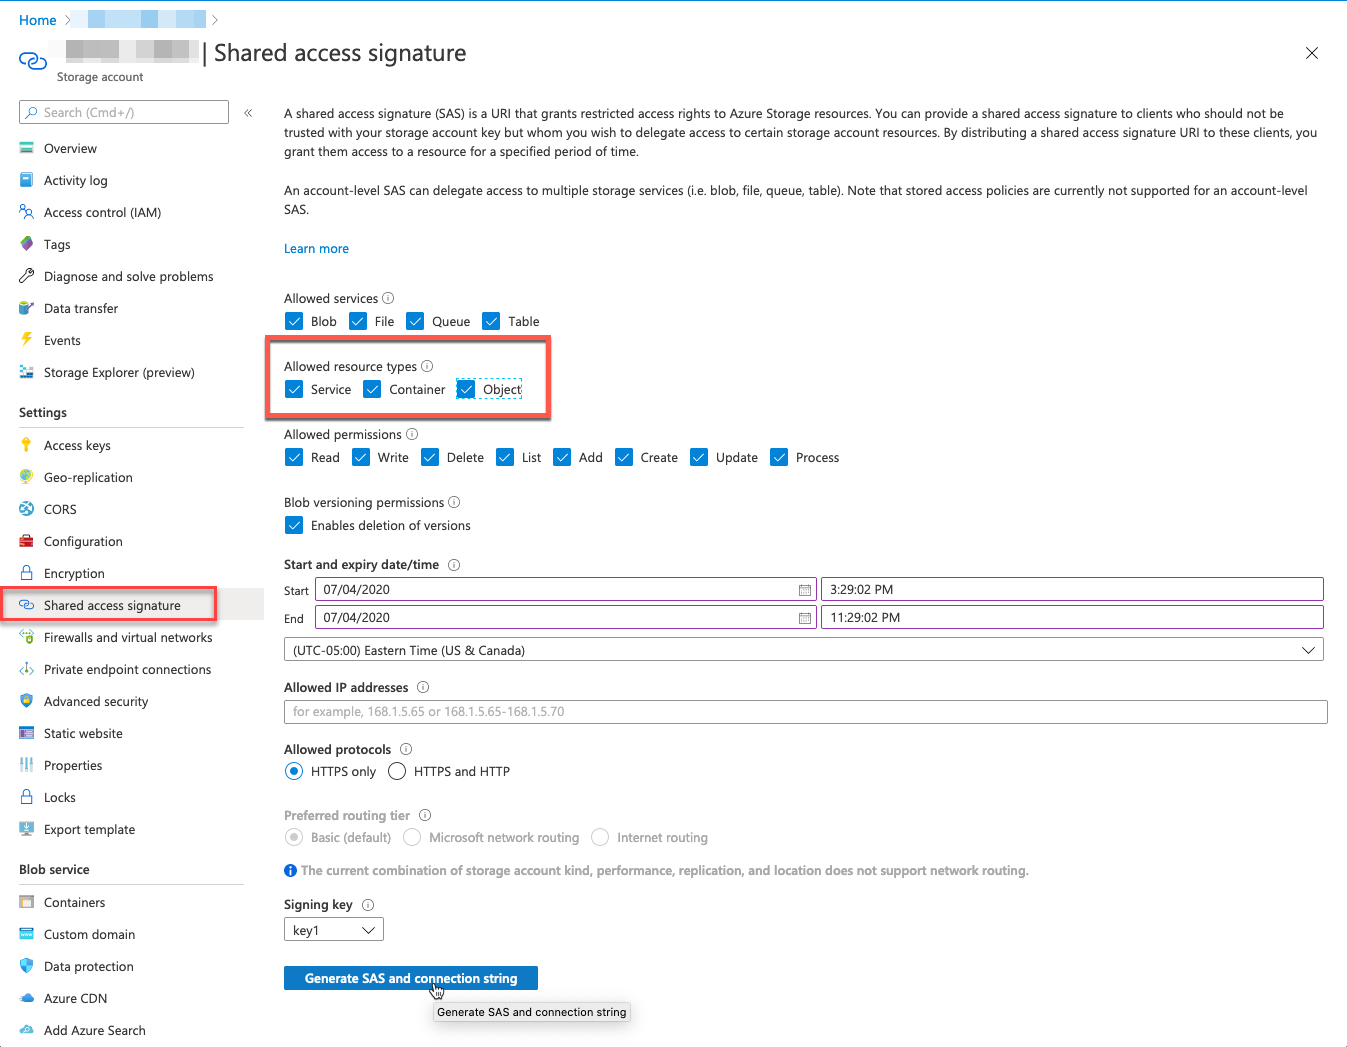 Home
| Shared access signature
Storage account
Search (Cmd+/)
«
Overview
Activity log
Access control (IAM)
Tags
Diagnose and solve problems
Data transfer
Events
Storage Explorer (preview)
Settings
Access keys
Geo-replication
CORS
Configuration
Encryption
Shared access signature
Firewalls and virtual networks
Private endpoint connections
Advanced security
Static website
Properties
Locks
Export template
Blob service
Containers
Custom domain
Data protection
Azure CDN
Add Azure Search
A shared access signature (SAS) is a URI that grants restricted access rights to Azure Storage resources. You can provide a shared access signature to clients who should not be
trusted with your storage account key but whom you wish to delegate access to certain storage account resources. By distributing a shared access signature URI to these clients, you
grant them access to a resource for a specified period of time.
An account-level SAS can delegate access to multiple storage services (i.e. blob, file, queue, table). Note that stored access policies are currently not supported for an account-level
SAS.
Learn more
Allowed services
Blob File Queue Table
Allowed resource types
Service Container Object
Allowed permissions
Read Write Delete List Add Create Update Process
Blob versioning permissions
Enables deletion of versions
Start and expiry date/time
Start 07/04/2020 3:29:02 PM
End 07/04/2020 11:29:02 PM
(UTC-05:00) Eastern Time (US & Canada)
Allowed IP addresses
for example, 168.1.5.65 or 168.1.5.65-168.1.5.70
Allowed protocols
HTTPS only HTTPS and HTTP
Preferred routing tier
Basic (default) Microsoft network routing Internet routing
The current combination of storage account kind, performance, replication, and location does not support network routing.
Signing key
key1
Generate SAS and connection string
Generate SAS and connection string